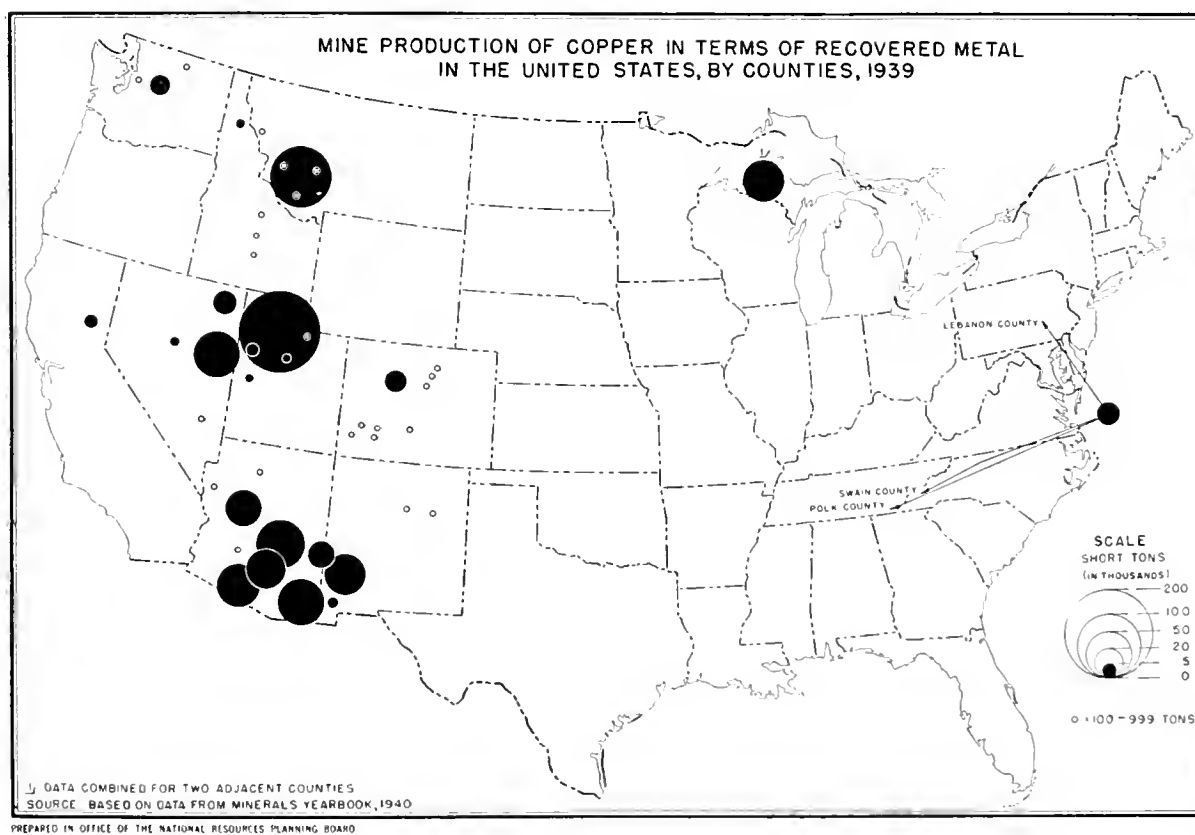 MINE PRODUCTION OF COPPER IN TERMS OF RECOVERED METAL
IN THE UNITED STATES, BY COUNTIES, 1939
LEBANON COUNTY
SWAIN COUNTY
POLK COUNTY
SCALE
SHORT TONS
(IN THOUSANDS)
200
100
50
20
5
0
○ =100-999 TONS
1/ DATA COMBINED FOR TWO ADJACENT COUNTIES
SOURCE: BASED ON DATA FROM MINERALS YEARBOOK, 1940
PREPARED IN OFFICE OF THE NATIONAL RESOURCES PLANNING BOARD